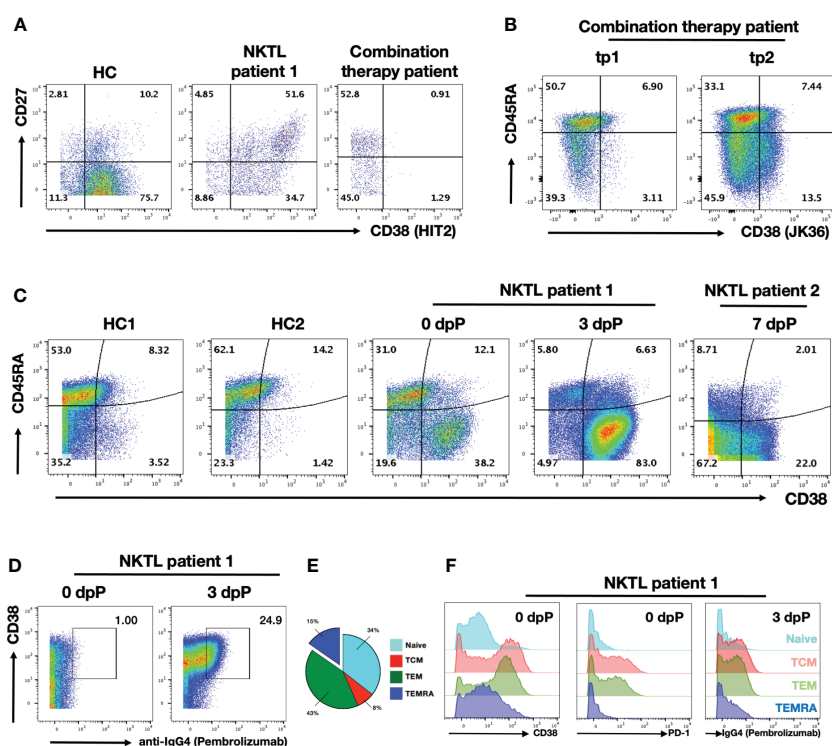 A
HC
NKTL
patient 1
Combination
therapy patient
CD27
2.81
10.2
11.3
75.7
4.85
51.6
8.86
34.7
52.8
0.91
45.0
1.29
CD38 (HIT2)
B
Combination therapy patient
tp1
tp2
CD45RA
50.7
6.90
39.3
3.11
33.1
7.44
45.9
13.5
CD38 (JK36)
C
NKTL patient 1
NKTL patient 2
HC1
HC2
0 dpP
3 dpP
7 dpP
CD45RA
53.0
8.32
35.2
3.52
62.1
14.2
23.3
1.42
31.0
12.1
19.6
38.2
5.80
6.63
4.97
83.0
8.71
2.01
67.2
22.0
CD38
D
NKTL patient 1
0 dpP
3 dpP
CD38
1.00
24.9
anti-IgG4 (Pembrolizumab)
E
15%
34%
43%
8%
Naive
TCM
TEM
TEMRA
F
NKTL patient 1
0 dpP
0 dpP
3 dpP
Naive
TCM
TEM
TEMRA
CD38
PD-1
IgG4 (Pembrolizumab)